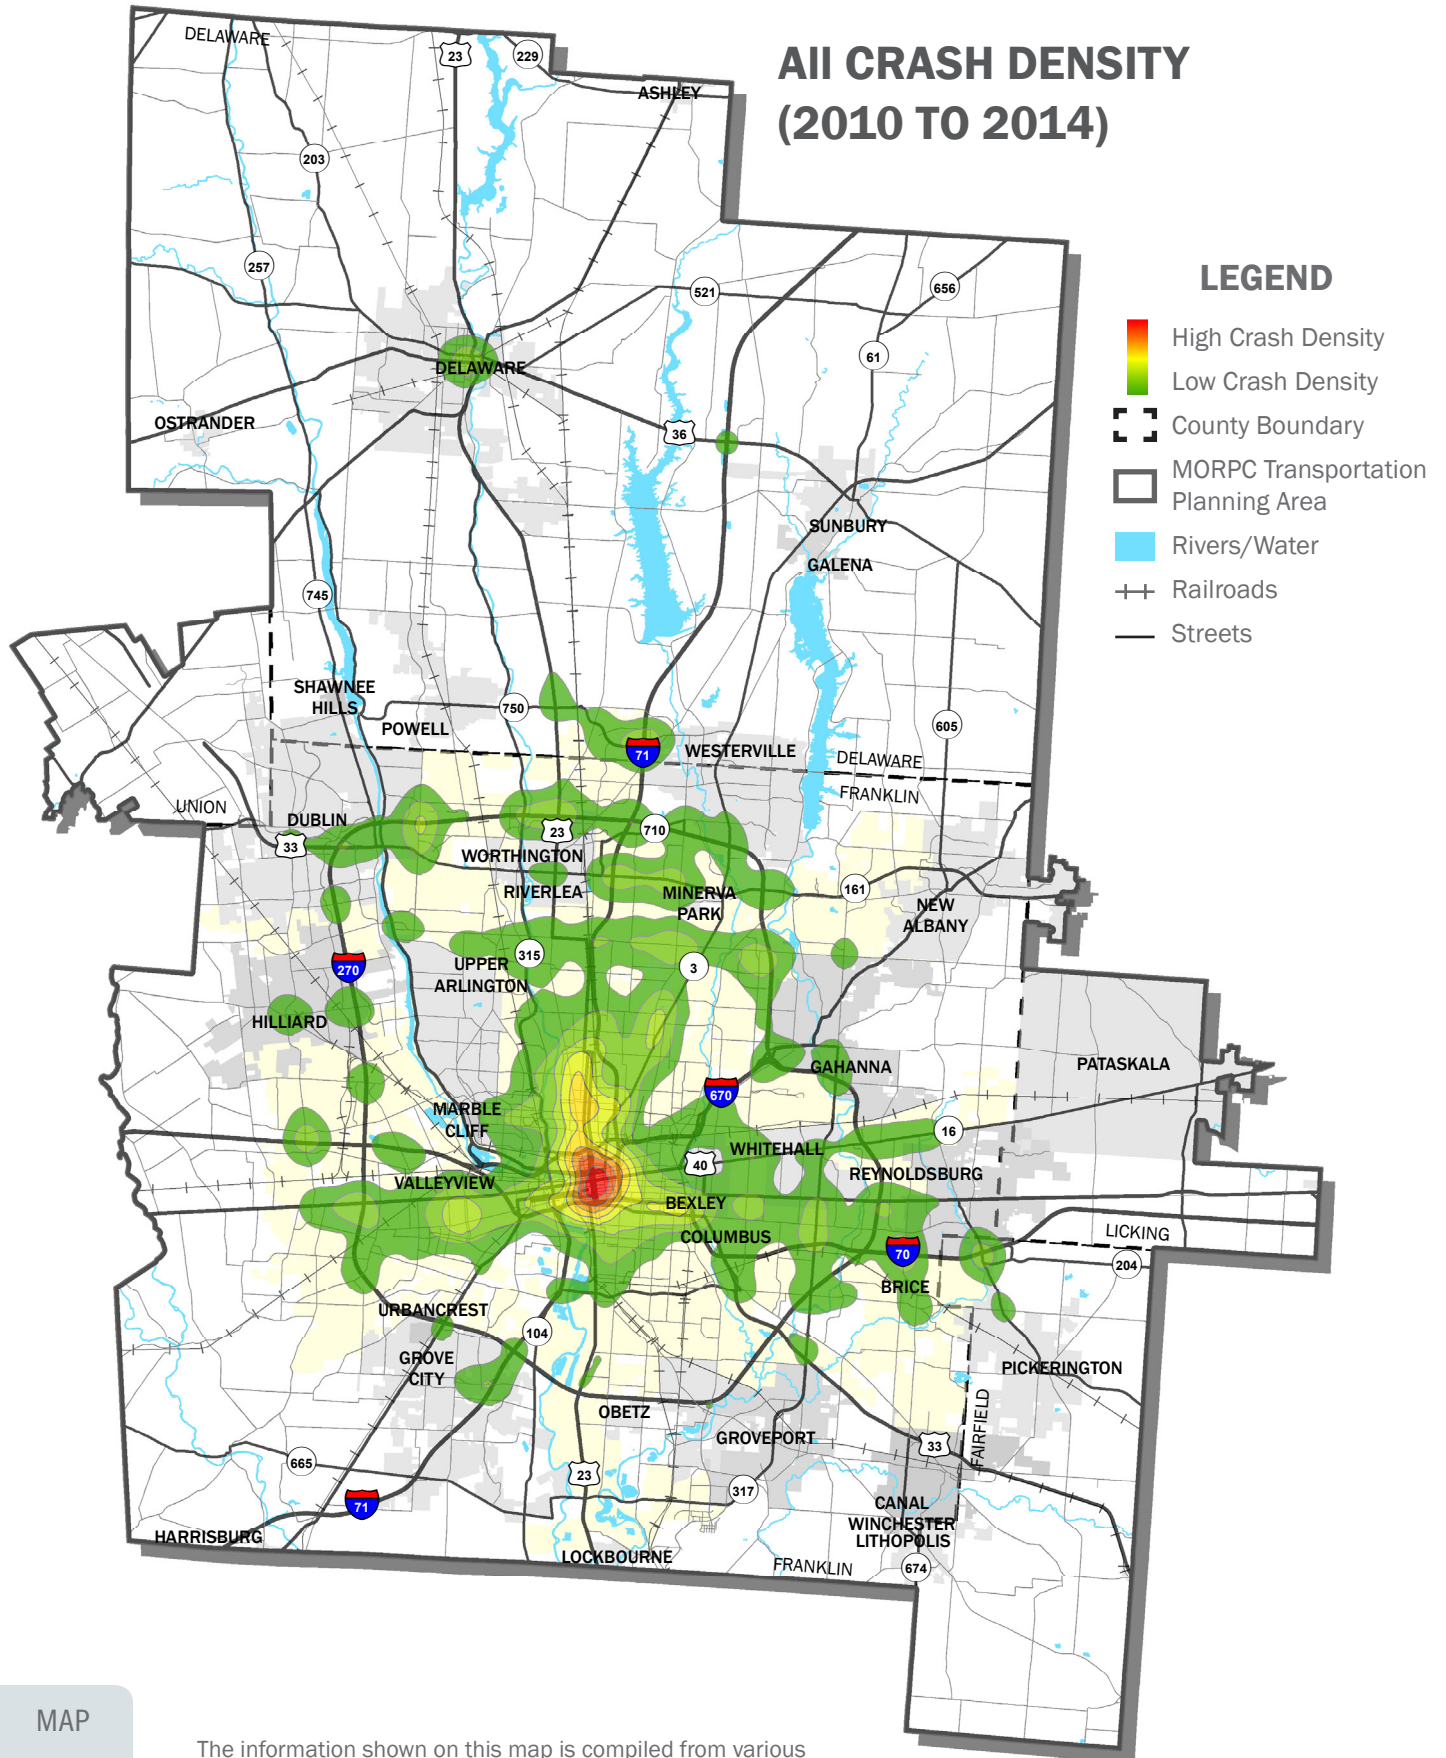 All CRASH DENSITY
(2010 TO 2014)
DELAWARE
23
229
ASHLEY
203
257
521
656
61
DELAWARE
OSTRANDER
36
SUNBURY
GALENA
745
SHAWNEE
HILLS
750
POWELL
605
71
WESTERVILLE
DELAWARE
FRANKLIN
UNION
DUBLIN
33
23
710
WORTHINGTON
RIVERLEA
MINERVA
PARK
161
NEW
ALBANY
315
270
UPPER
ARLINGTON
3
HILLIARD
GAHANNA
PATASKALA
670
MARBLE
CLIFF
16
WHITEHALL
40
REYNOLDSBURG
VALLEYVIEW
BEXLEY
COLUMBUS
LICKING
70
204
BRICE
URBANCREST
104
GROVE
CITY
PICKERINGTON
OBETZ
FAIRFIELD
GROVEPORT
33
665
23
317
71
CANAL
WINCHESTER
LITHOPOLIS
HARRISBURG
LOCKBOURNE
FRANKLIN
674
LEGEND
High Crash Density
Low Crash Density
County Boundary
MORPC Transportation
Planning Area
Rivers/Water
Railroads
Streets
MAP
The information shown on this map is compiled from various